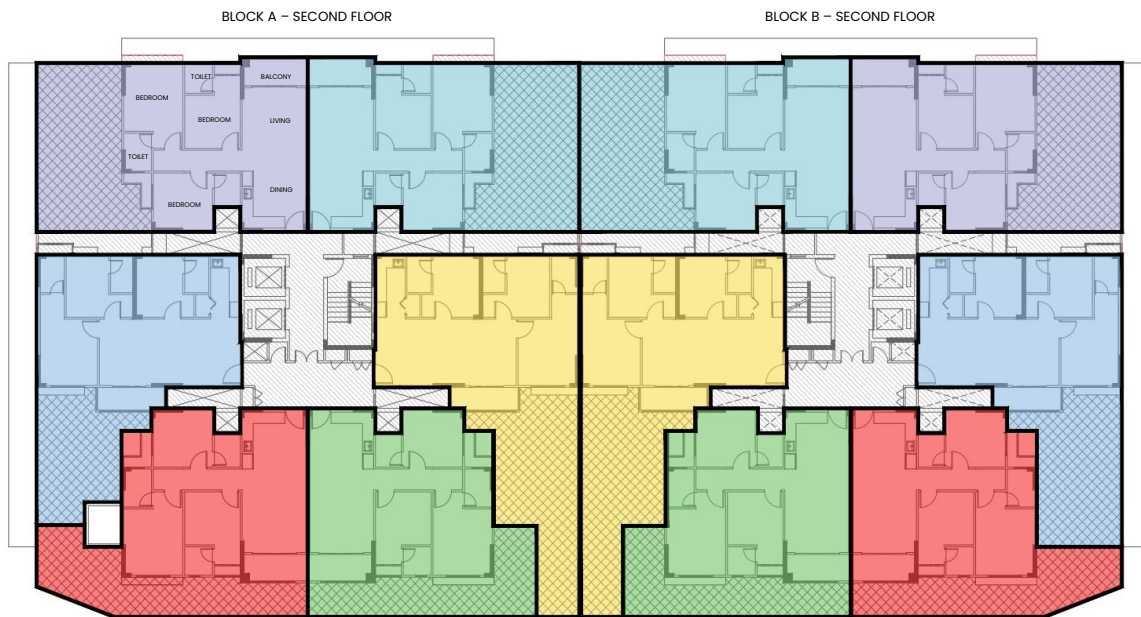 BLOCK A – SECOND FLOOR
BLOCK B – SECOND FLOOR
TOILET
BALCONY
BEDROOM
BEDROOM
LIVING
TOILET
DINING
BEDROOM